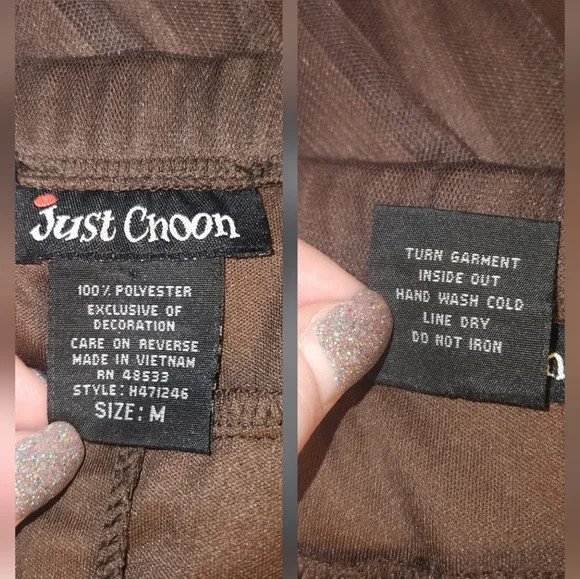 Just Choon
100% POLYESTER
EXCLUSIVE OF
DECORATION
CARE ON REVERSE
MADE IN VIETNAM
RN 48533
STYLE: H471246
SIZE: M
TURN GARMENT
INSIDE OUT
HAND WASH COLD
LINE DRY
DO NOT IRON